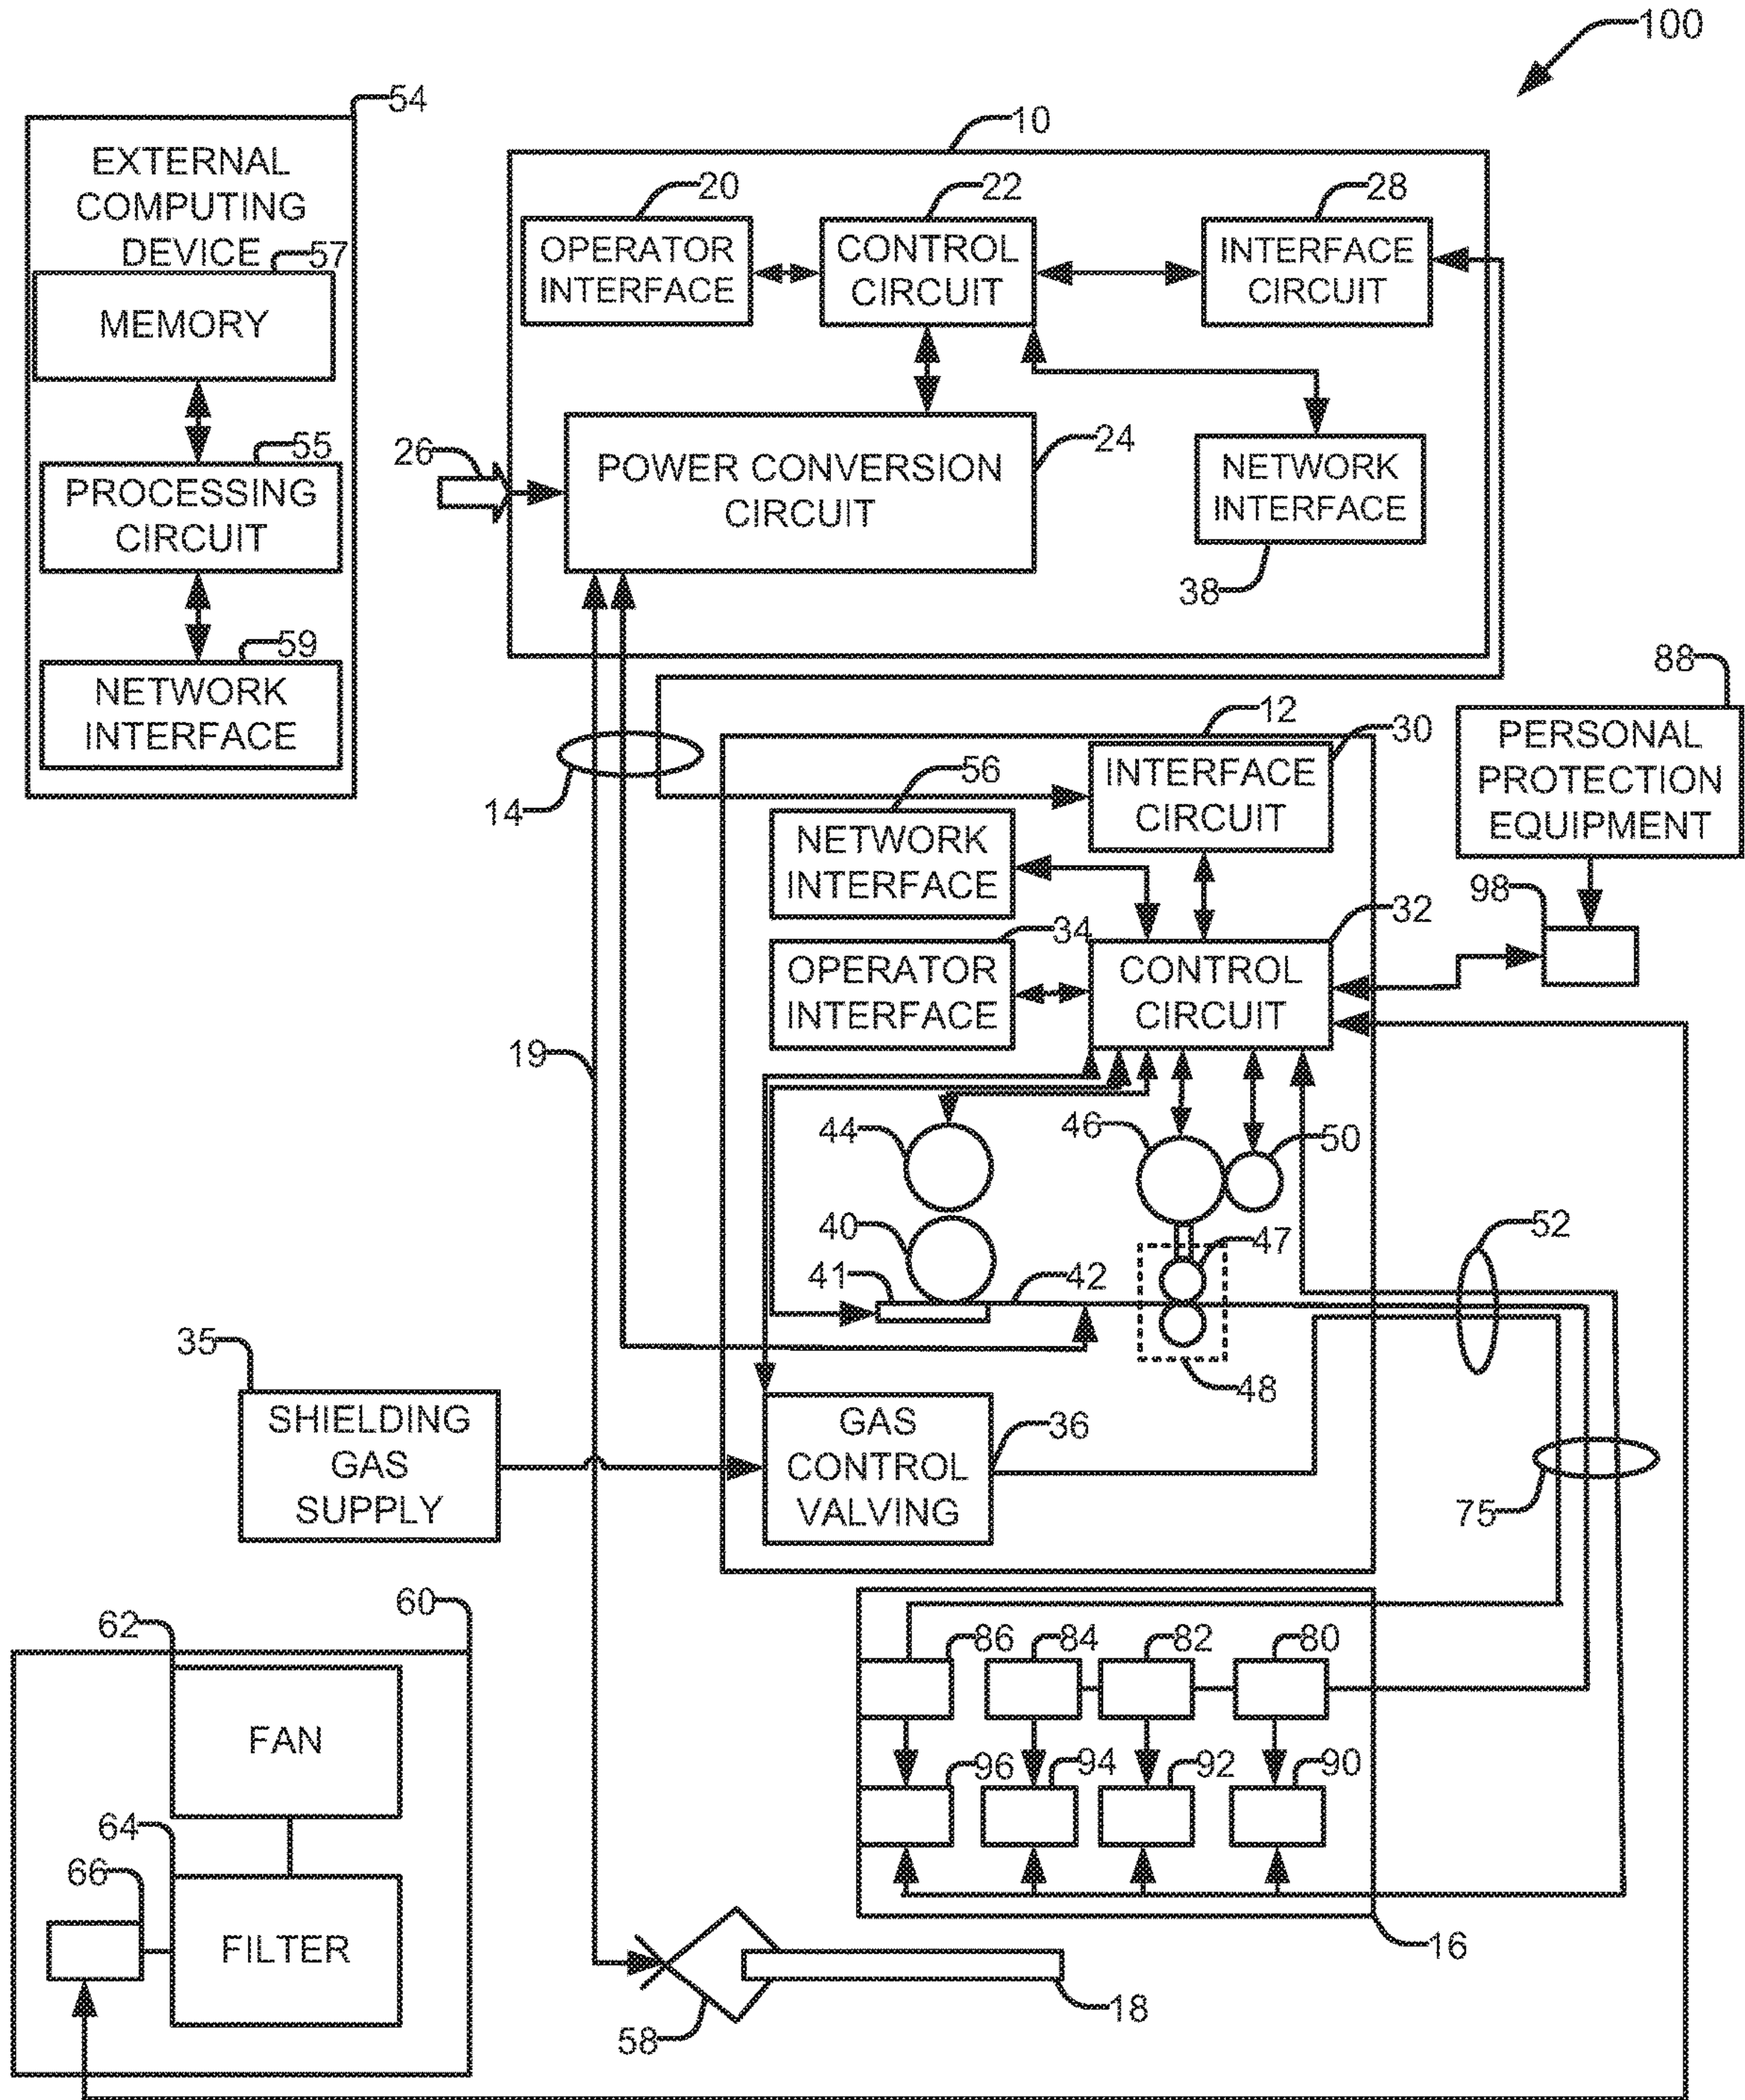 100
54
EXTERNAL
COMPUTING
DEVICE
57
MEMORY
55
PROCESSING
CIRCUIT
59
NETWORK
INTERFACE
10
20
OPERATOR
INTERFACE
22
CONTROL
CIRCUIT
28
INTERFACE
CIRCUIT
26
POWER CONVERSION
CIRCUIT
24
NETWORK
INTERFACE
38
88
PERSONAL
PROTECTION
EQUIPMENT
98
12
14
30
INTERFACE
CIRCUIT
56
NETWORK
INTERFACE
34
OPERATOR
INTERFACE
32
CONTROL
CIRCUIT
19
44
46
50
40
47
41
42
52
48
35
SHIELDING
GAS
SUPPLY
GAS
CONTROL
VALVING
36
75
60
62
FAN
64
66
FILTER
86
84
82
80
96
94
92
90
16
18
58